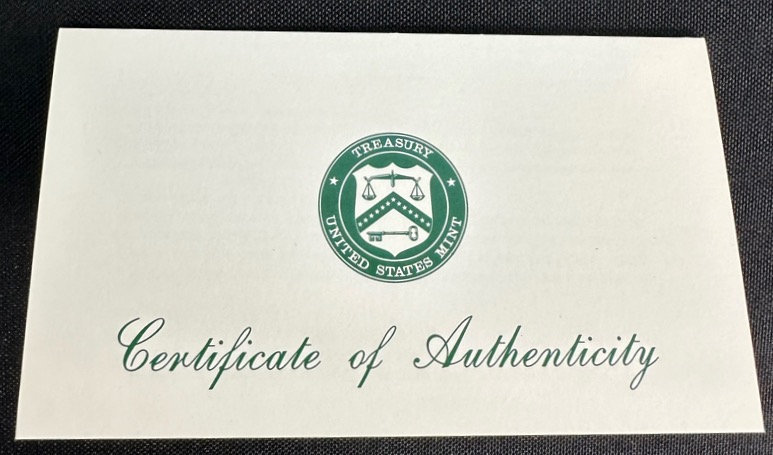 TREASURY
UNITED STATES MINT
Certificate of Authenticity